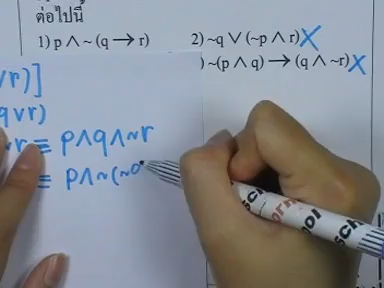 ต่อไปนี้
1) p ∧ ~ (q → r) 2) ~q ∨ (~p ∧ r) X
) ~(p ∧ q) → (q ∧ ~r) X
∨r)]
q∨r)
~r ≡ p∧q∧~r
≡ p∧~(~q